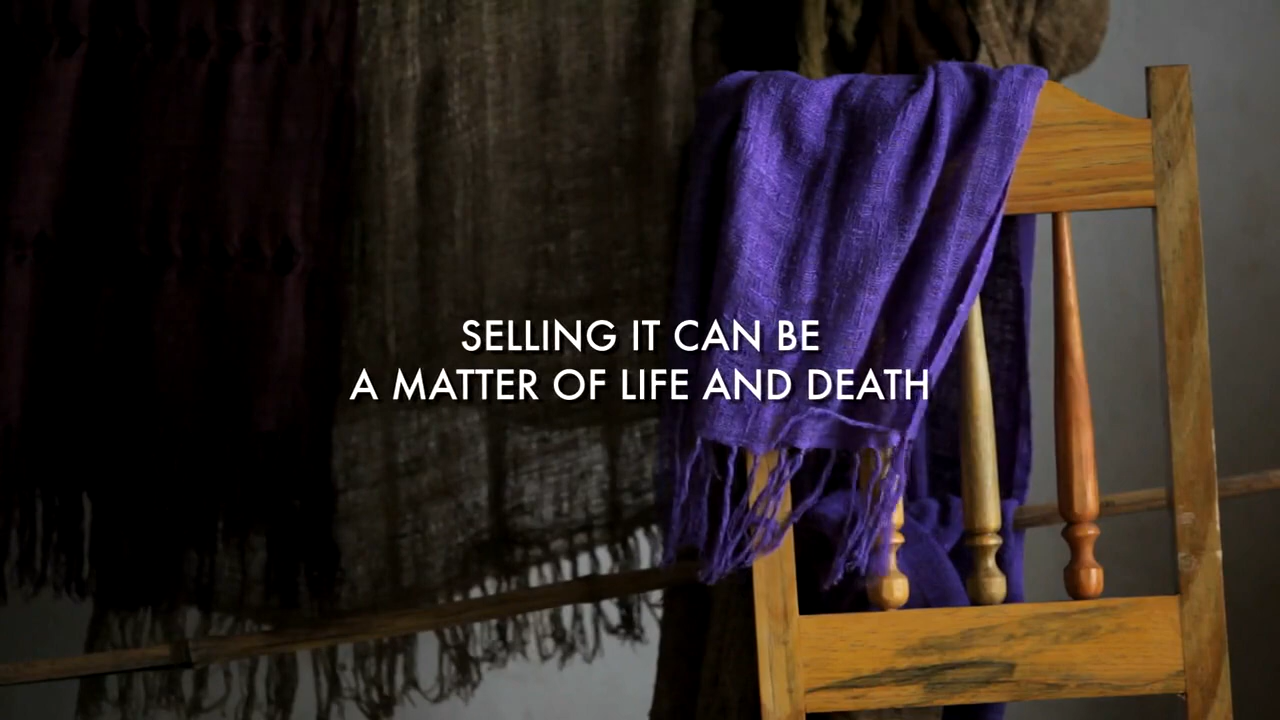 SELLING IT CAN BE
A MATTER OF LIFE AND DEATH